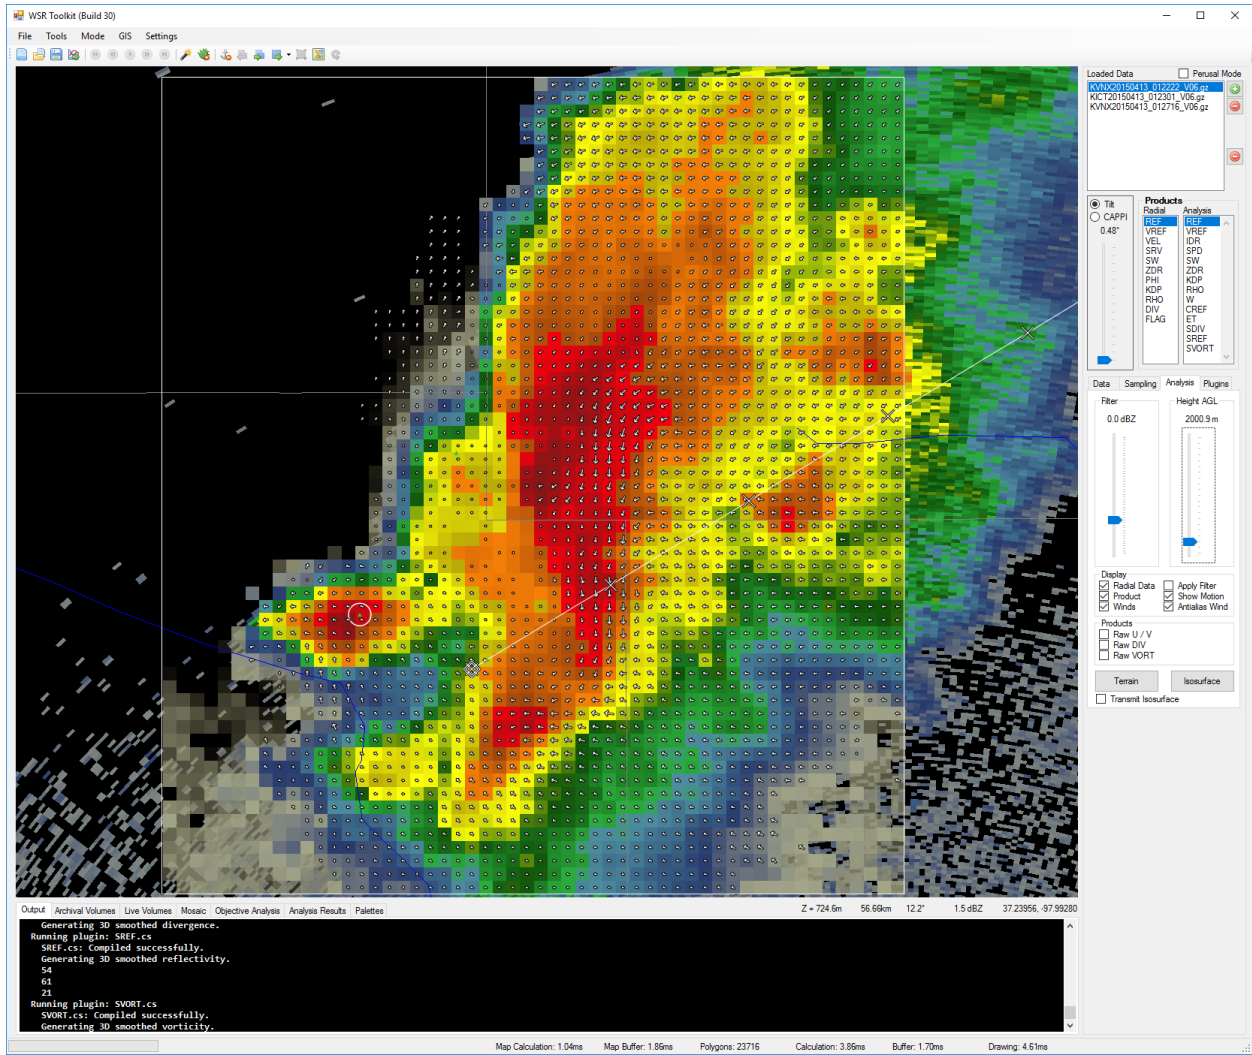 WSR Toolkit (Build 30)
File Tools Mode GIS Settings
Loaded Data Perusal Mode
KVNX20150413_012222_V06.gz
KICT20150413_012301_V06.gz
KVNX20150413_012716_V06.gz
Tilt
CAPPI
0.48°
Products
Radial Analysis
REF REF
VREF VREF
VEL IDR
SRV SPD
SW SW
ZDR ZDR
PHI KDP
KDP RHO
RHO W
DIV CREF
FLAG ET
SDIV
SREF
SVORT
Data Sampling Analysis Plugins
Filter Height AGL
0.0 dBZ 2000.9 m
Display
Radial Data Apply Filter
Product Show Motion
Winds Antialias Wind
Products
Raw U / V
Raw DIV
Raw VORT
Terrain Isosurface
Transmit Isosurface
Output Archival Volumes Live Volumes Mosaic Objective Analysis Analysis Results Palettes Z = 724.6m 56.66km 12.2° 1.5 dBZ 37.23956, -97.99280
Generating 3D smoothed divergence.
Running plugin: SREF.cs
SREF.cs: Compiled successfully.
Generating 3D smoothed reflectivity.
54
61
21
Running plugin: SVORT.cs
SVORT.cs: Compiled successfully.
Generating 3D smoothed vorticity.
Map Calculation: 1.04ms Map Buffer: 1.86ms Polygons: 23716 Calculation: 3.86ms Buffer: 1.70ms Drawing: 4.61ms